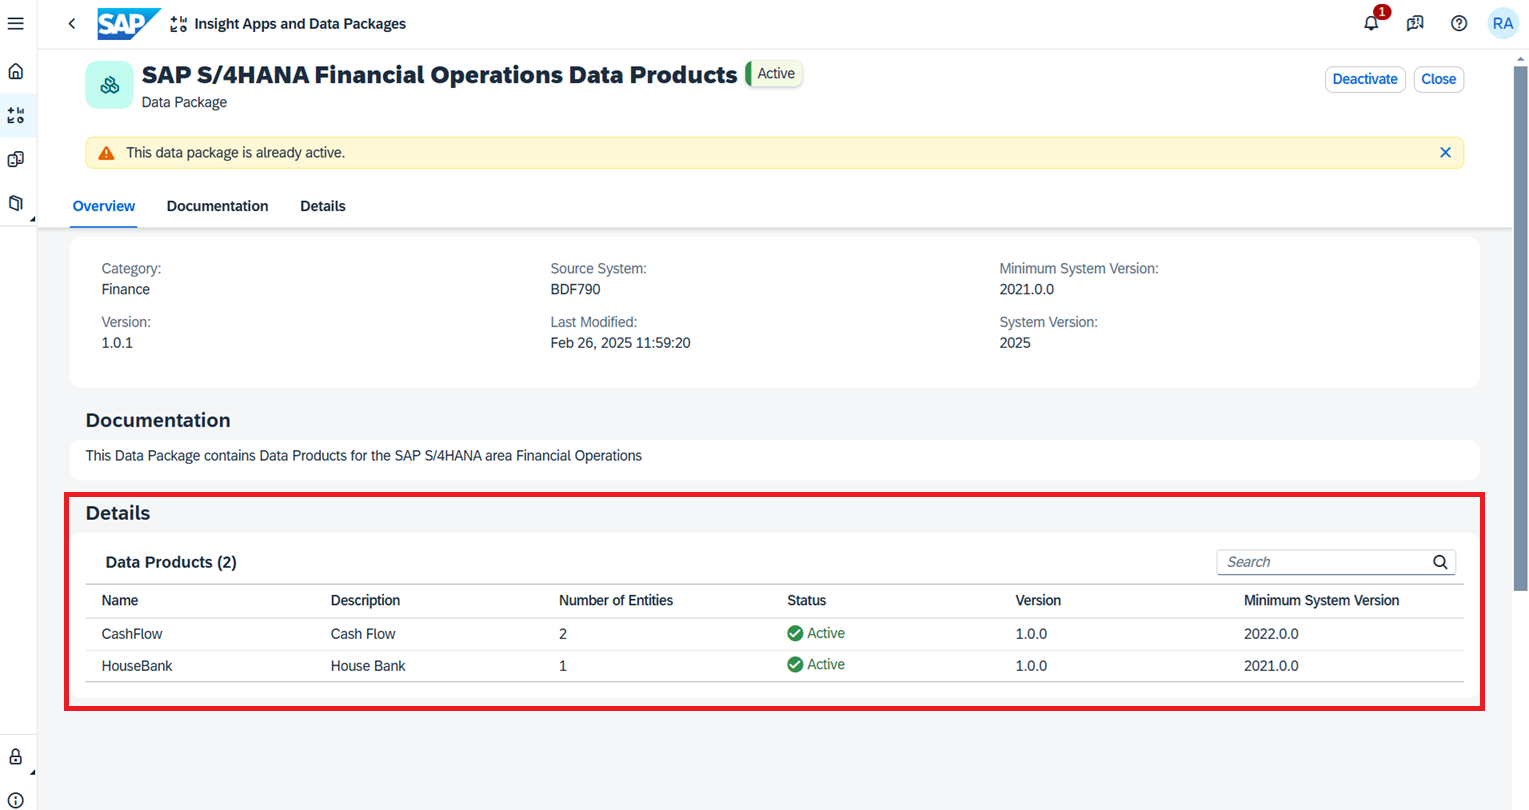 SAP Insight Apps and Data Packages 1 RA
SAP S/4HANA Financial Operations Data Products Active Deactivate Close
Data Package
This data package is already active.
Overview Documentation Details
Category: Source System: Minimum System Version:
Finance BDF790 2021.0.0
Version: Last Modified: System Version:
1.0.1 Feb 26, 2025 11:59:20 2025
Documentation
This Data Package contains Data Products for the SAP S/4HANA area Financial Operations
Details
Data Products (2) Search
Name Description Number of Entities Status Version Minimum System Version
CashFlow Cash Flow 2 Active 1.0.0 2022.0.0
HouseBank House Bank 1 Active 1.0.0 2021.0.0